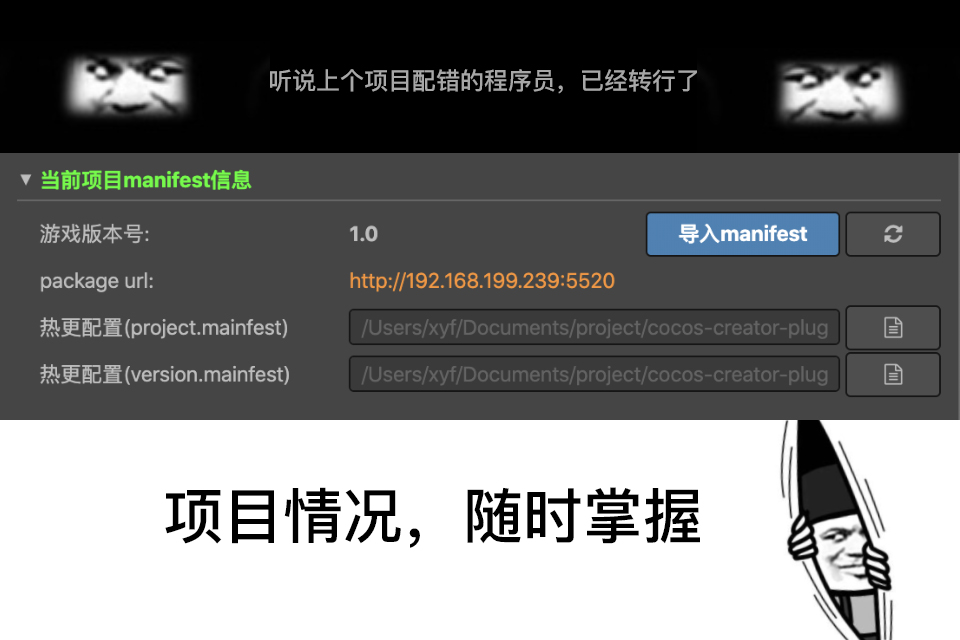 听说上个项目配错的程序员，已经转行了
▼ 当前项目manifest信息
游戏版本号: 1.0 导入manifest
package url: http://192.168.199.239:5520
热更配置(project.mainfest) /Users/xyf/Documents/project/cocos-creator-plug
热更配置(version.mainfest) /Users/xyf/Documents/project/cocos-creator-plug
项目情况，随时掌握